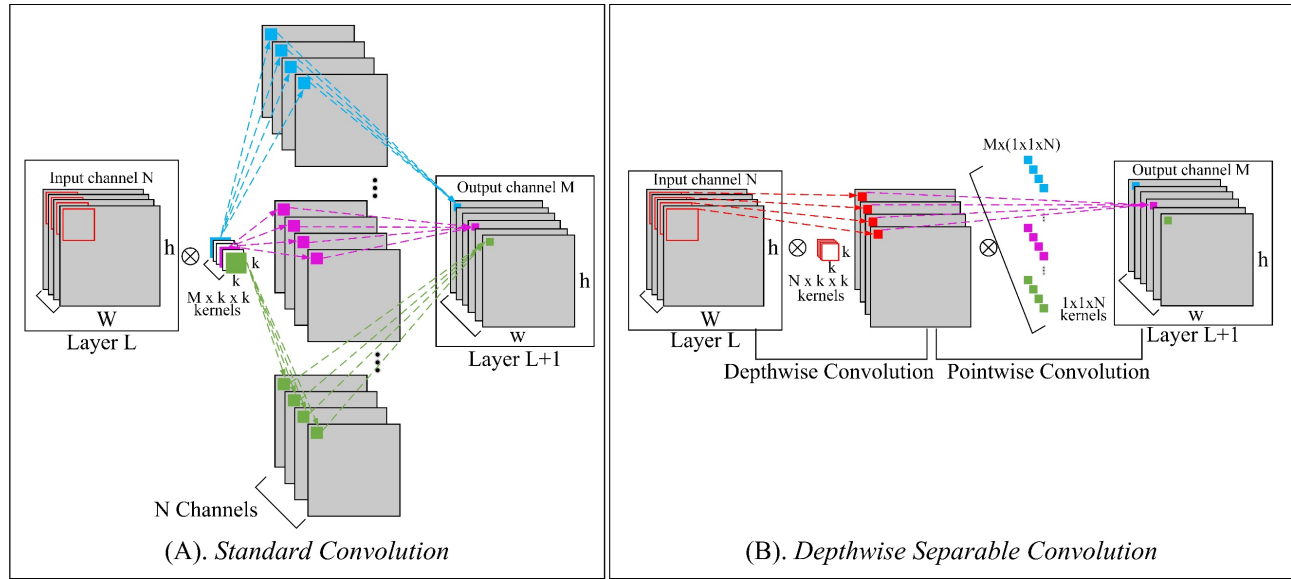 Input channel N
h
W
Layer L
⊗
k
k
M x k x k
kernels
Output channel M
h
w
Layer L+1
N Channels
(A). Standard Convolution
Input channel N
h
W
Layer L
⊗
k
k
N x k x k
kernels
⊗
Mx(1x1xN)
1x1xN
kernels
Output channel M
h
w
Layer L+1
Depthwise Convolution
Pointwise Convolution
(B). Depthwise Separable Convolution